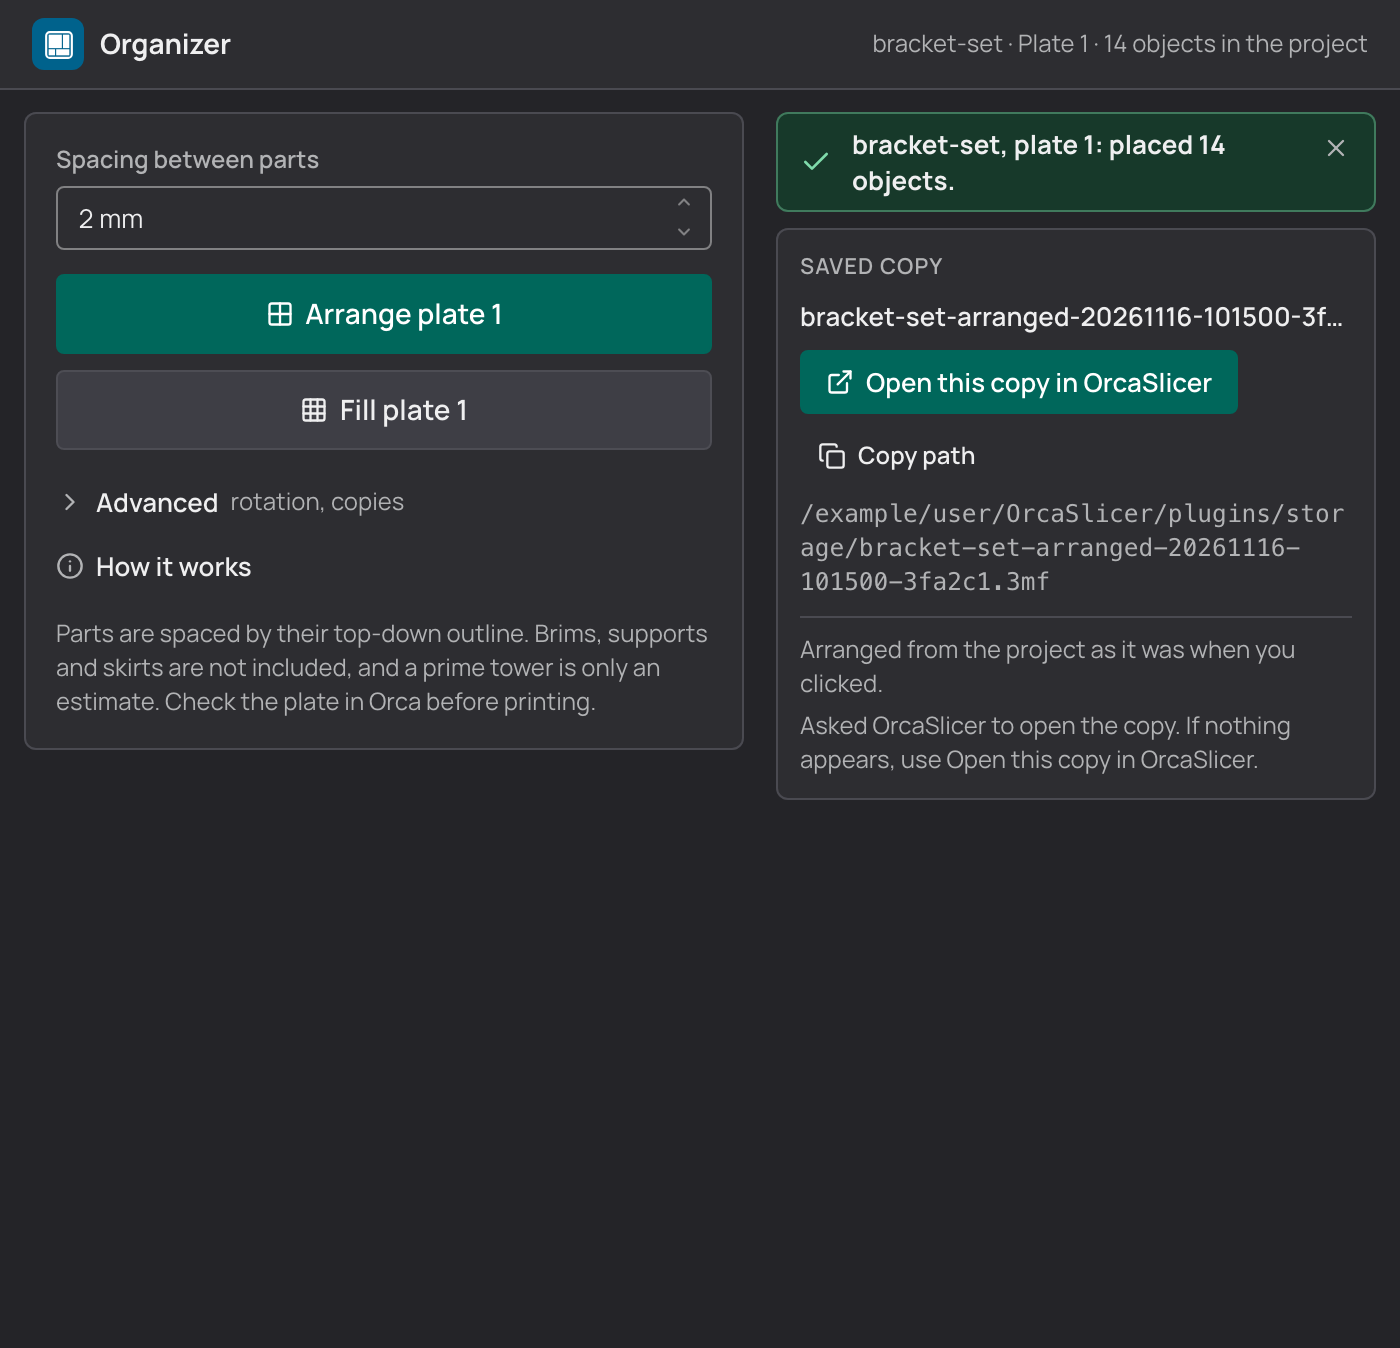 Organizer
bracket-set · Plate 1 · 14 objects in the project
Spacing between parts
2 mm
Arrange plate 1
Fill plate 1
Advanced rotation, copies
How it works
Parts are spaced by their top-down outline. Brims, supports
and skirts are not included, and a prime tower is only an
estimate. Check the plate in Orca before printing.
bracket-set, plate 1: placed 14
objects.
SAVED COPY
bracket-set-arranged-20261116-101500-3f…
Open this copy in OrcaSlicer
Copy path
/example/user/OrcaSlicer/plugins/stor
age/bracket-set-arranged-20261116-
101500-3fa2c1.3mf
Arranged from the project as it was when you
clicked.
Asked OrcaSlicer to open the copy. If nothing
appears, use Open this copy in OrcaSlicer.